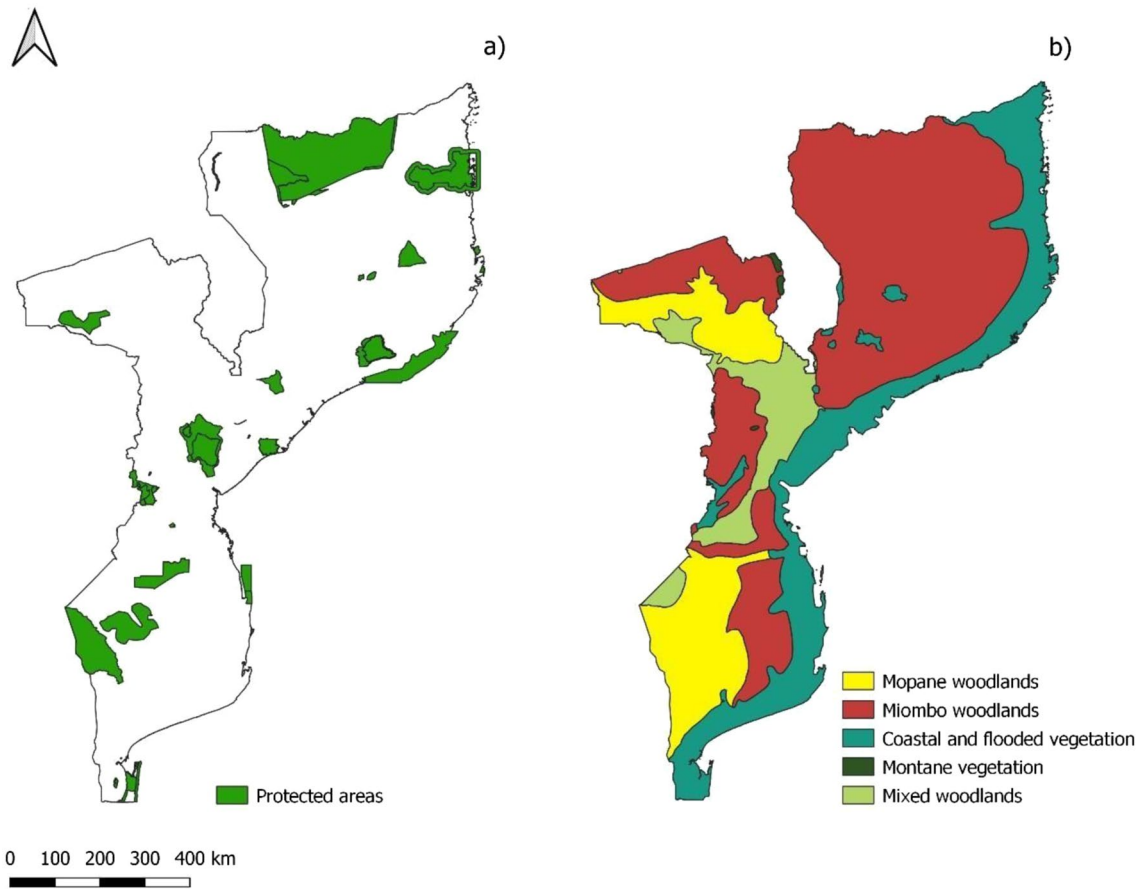 a)
b)
Mopane woodlands
Miombo woodlands
Coastal and flooded vegetation
Montane vegetation
Protected areas
Mixed woodlands
0 100 200 300 400 km